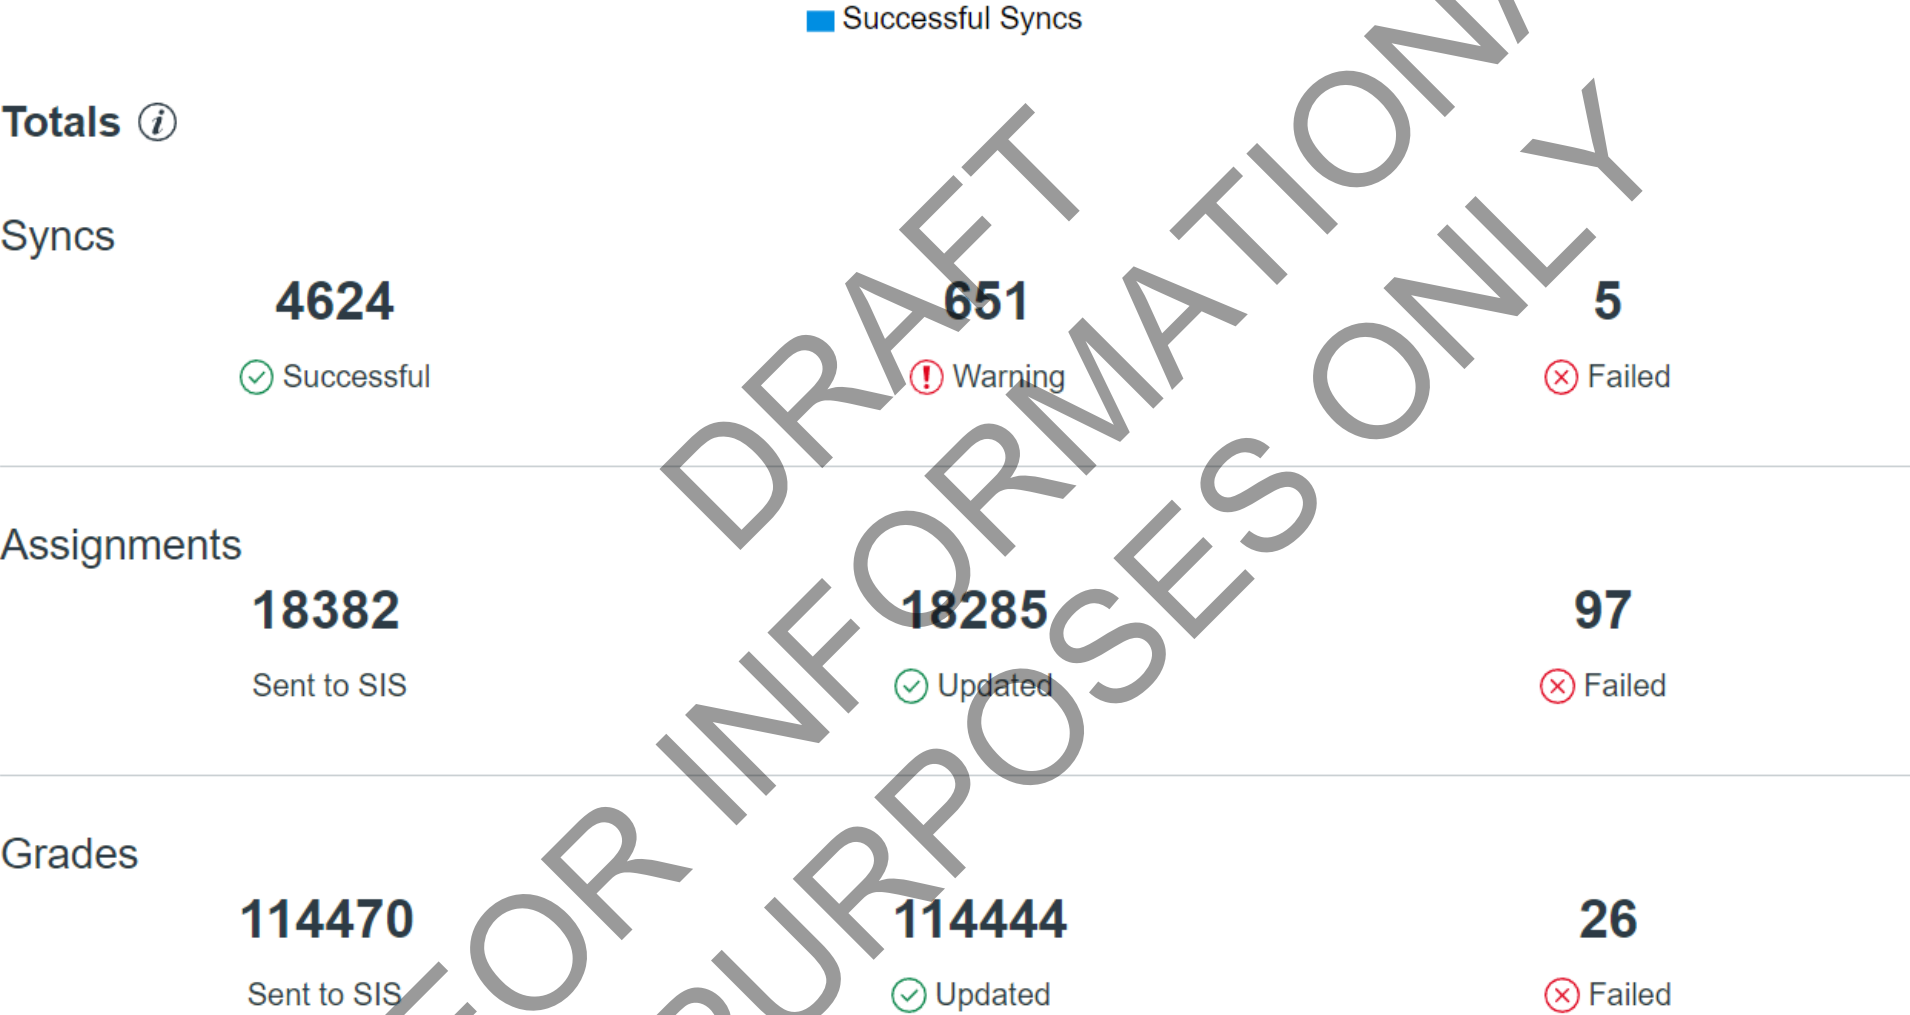 Successful Syncs
Totals i
Syncs
4624 651 5
Successful ! Warning Failed
Assignments
18382 18285 97
Sent to SIS Updated Failed
Grades
114470 114444 26
Sent to SIS Updated Failed
DRAFT
FOR INFORMATIONA
PURPOSES ONLY